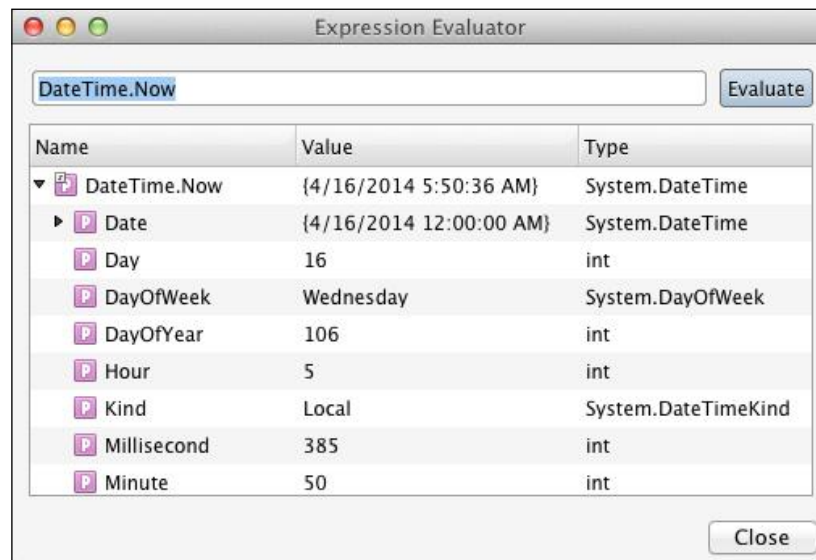 Expression Evaluator
DateTime.Now Evaluate
Name Value Type
DateTime.Now {4/16/2014 5:50:36 AM} System.DateTime
Date {4/16/2014 12:00:00 AM} System.DateTime
Day 16 int
DayOfWeek Wednesday System.DayOfWeek
DayOfYear 106 int
Hour 5 int
Kind Local System.DateTimeKind
Millisecond 385 int
Minute 50 int
Close